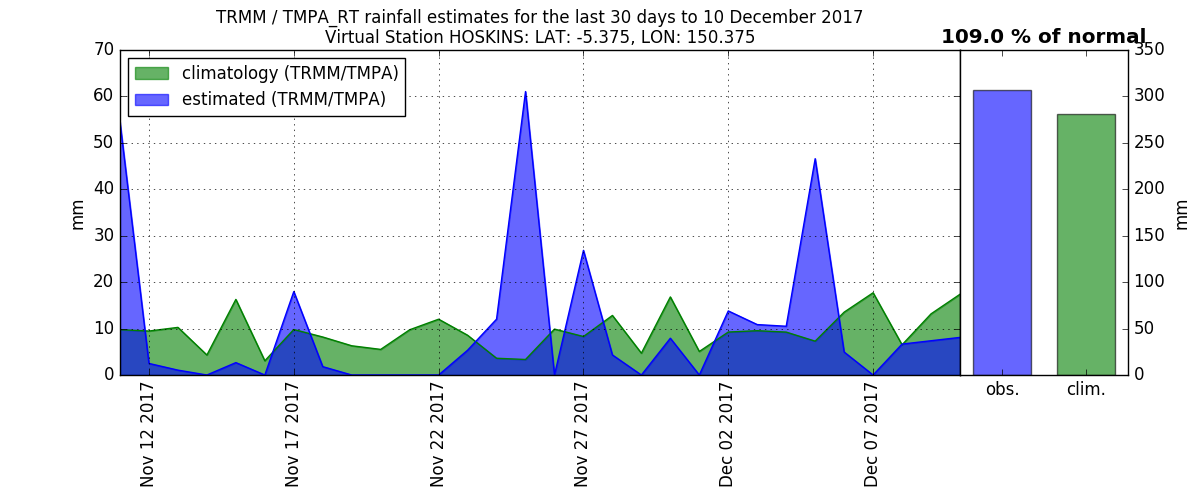 TRMM / TMPA_RT rainfall estimates for the last 30 days to 10 December 2017
Virtual Station HOSKINS: LAT: -5.375, LON: 150.375
109.0 % of normal
climatology (TRMM/TMPA)
estimated (TRMM/TMPA)
70
60
50
40
30
20
10
0
mm
350
300
250
200
150
100
50
0
mm
Nov 12 2017
Nov 17 2017
Nov 22 2017
Nov 27 2017
Dec 02 2017
Dec 07 2017
obs.
clim.